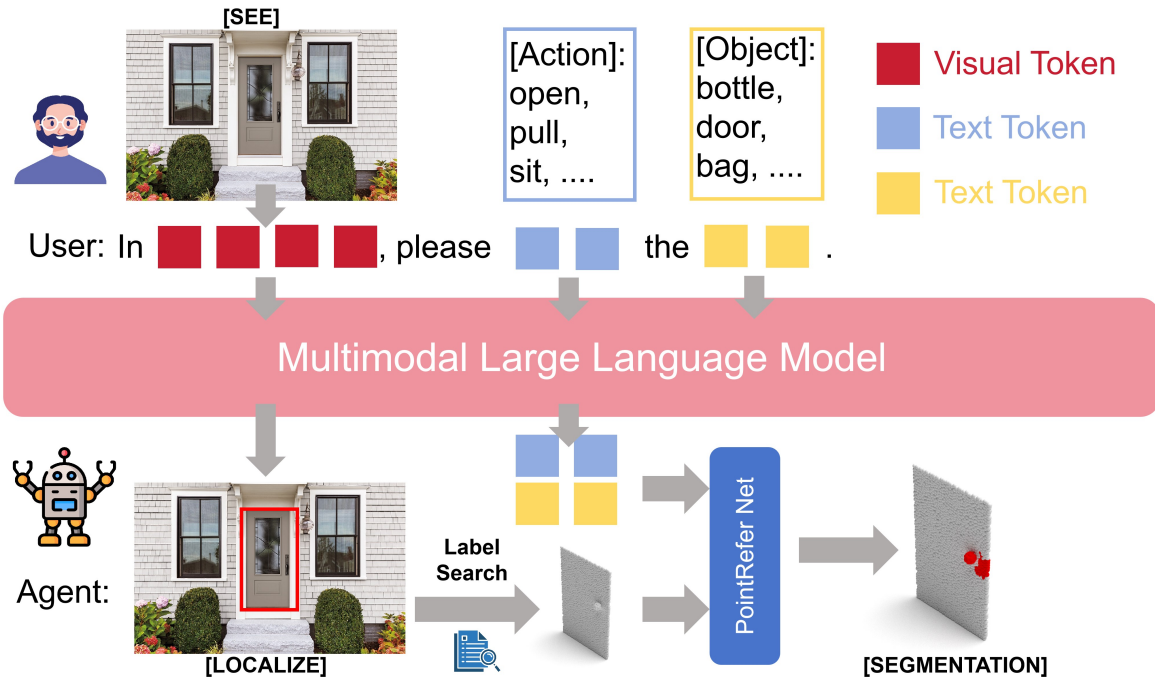 [SEE]
[Action]:
open,
pull,
sit, ....
[Object]:
bottle,
door,
bag, ....
Visual Token
Text Token
Text Token
User: In , please the .
Multimodal Large Language Model
Agent:
[LOCALIZE]
Label
Search
PointRefer Net
[SEGMENTATION]